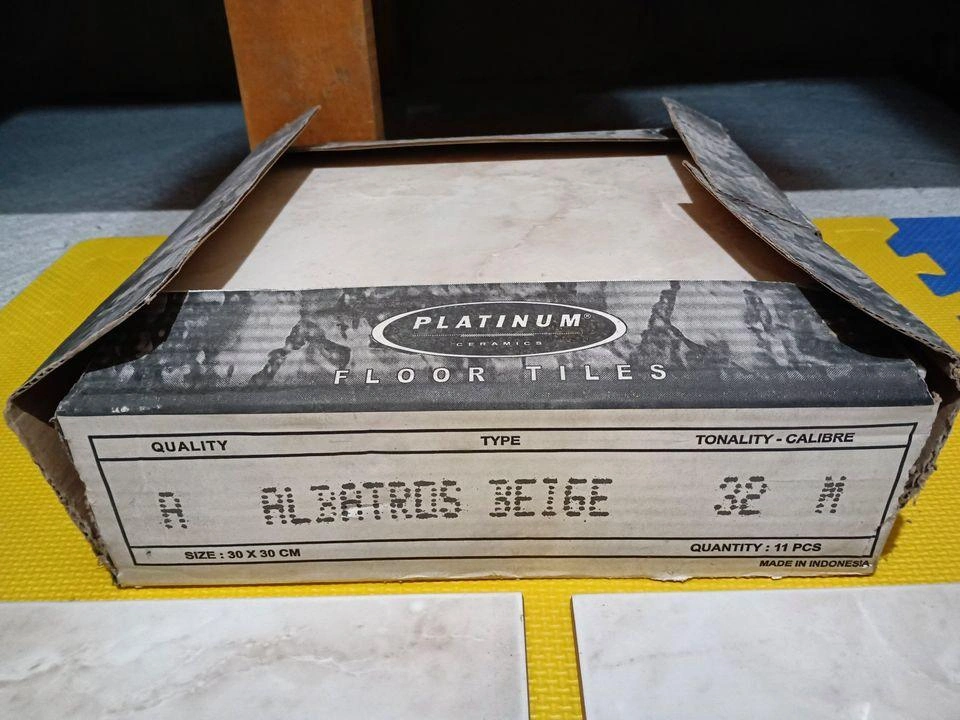 PLATINUM®
CERAMICS
FLOOR TILES
QUALITY TYPE TONALITY - CALIBRE
A ALBATROS BEIGE 32
SIZE : 30 X 30 CM QUANTITY : 11 PCS
MADE IN INDONESIA